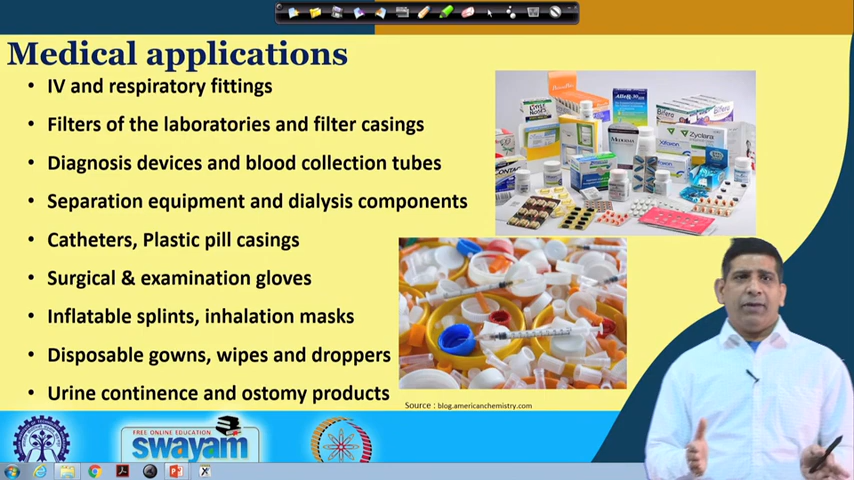 Medical applications
• IV and respiratory fittings
• Filters of the laboratories and filter casings
• Diagnosis devices and blood collection tubes
• Separation equipment and dialysis components
• Catheters, Plastic pill casings
• Surgical & examination gloves
• Inflatable splints, inhalation masks
• Disposable gowns, wipes and droppers
• Urine continence and ostomy products
Zyclara
Source : blog.americanchemistry.com
FREE ONLINE EDUCATION
swayam